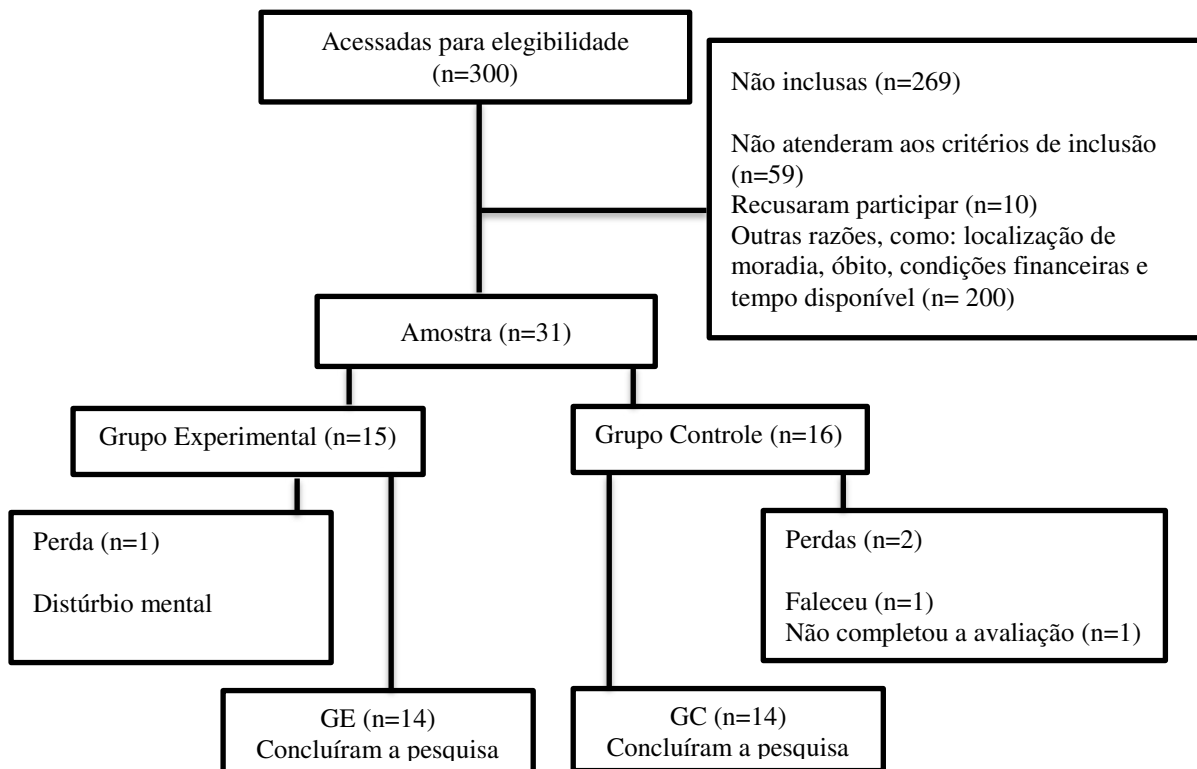 Acessadas para elegibilidade
(n=300)
Não inclusas (n=269)
Não atenderam aos critérios de inclusão
(n=59)
Recusaram participar (n=10)
Outras razões, como: localização de
moradia, óbito, condições financeiras e
tempo disponível (n= 200)
Amostra (n=31)
Grupo Experimental (n=15)
Grupo Controle (n=16)
Perda (n=1)
Distúrbio mental
Perdas (n=2)
Faleceu (n=1)
Não completou a avaliação (n=1)
GE (n=14)
Concluíram a pesquisa
GC (n=14)
Concluíram a pesquisa